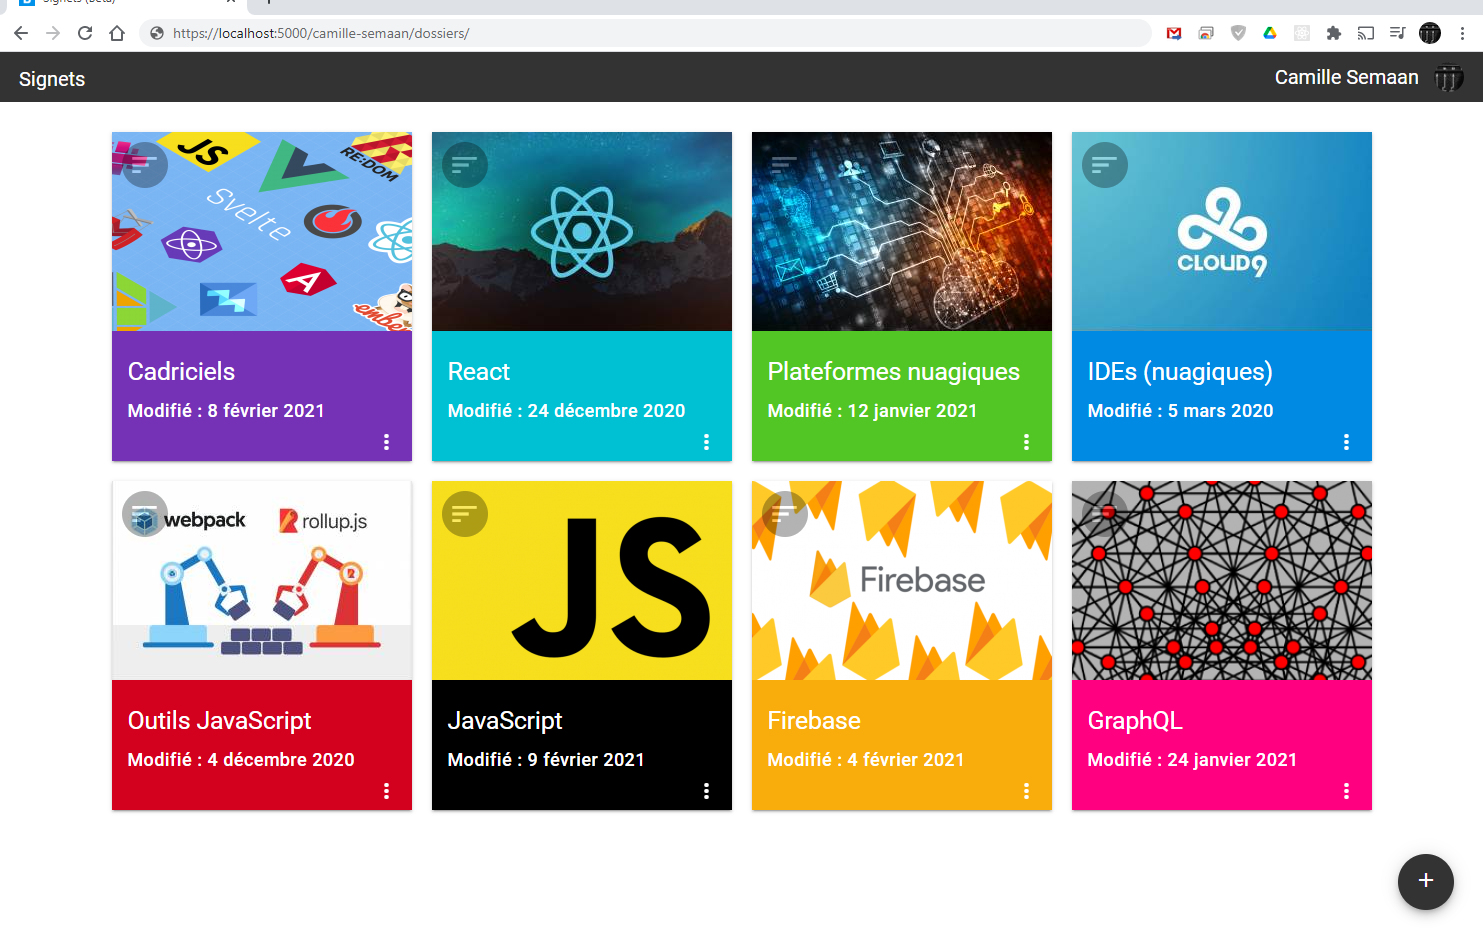 Signets (beta)
https://localhost:5000/camille-semaan/dossiers/
Signets
Camille Semaan
JS
RE:DOM
Svelte
ember
CLOUD9
Cadriciels
Modifié : 8 février 2021
React
Modifié : 24 décembre 2020
Plateformes nuagiques
Modifié : 12 janvier 2021
IDEs (nuagiques)
Modifié : 5 mars 2020
webpack
rollup.js
JS
Firebase
Outils JavaScript
Modifié : 4 décembre 2020
JavaScript
Modifié : 9 février 2021
Firebase
Modifié : 4 février 2021
GraphQL
Modifié : 24 janvier 2021